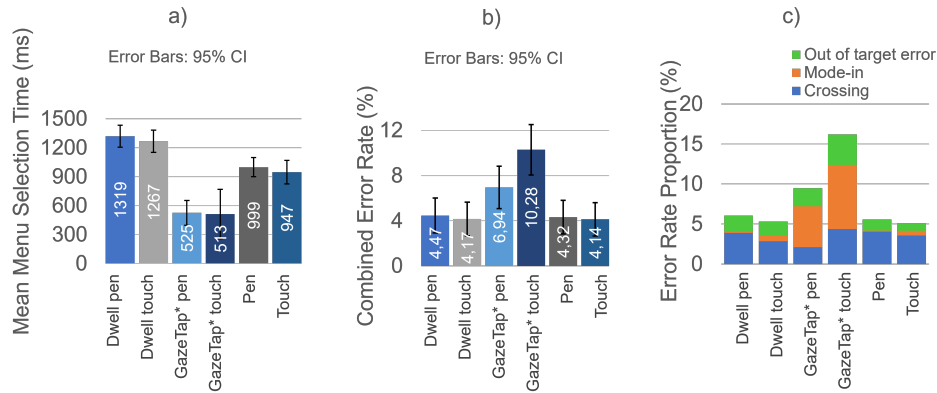 a)
Error Bars: 95% CI
Mean Menu Selection Time (ms)
1500
1200
900
600
300
0
1319
1267
525
513
999
947
Dwell pen
Dwell touch
GazeTap* pen
GazeTap* touch
Pen
Touch
b)
Error Bars: 95% CI
Combined Error Rate (%)
12
8
4
0
4,47
4,17
6,94
10,28
4,32
4,14
Dwell pen
Dwell touch
GazeTap* pen
GazeTap* touch
Pen
Touch
c)
Out of target error
Mode-in
Crossing
Error Rate Proportion (%)
20
15
10
5
0
Dwell pen
Dwell touch
GazeTap* pen
GazeTap* touch
Pen
Touch